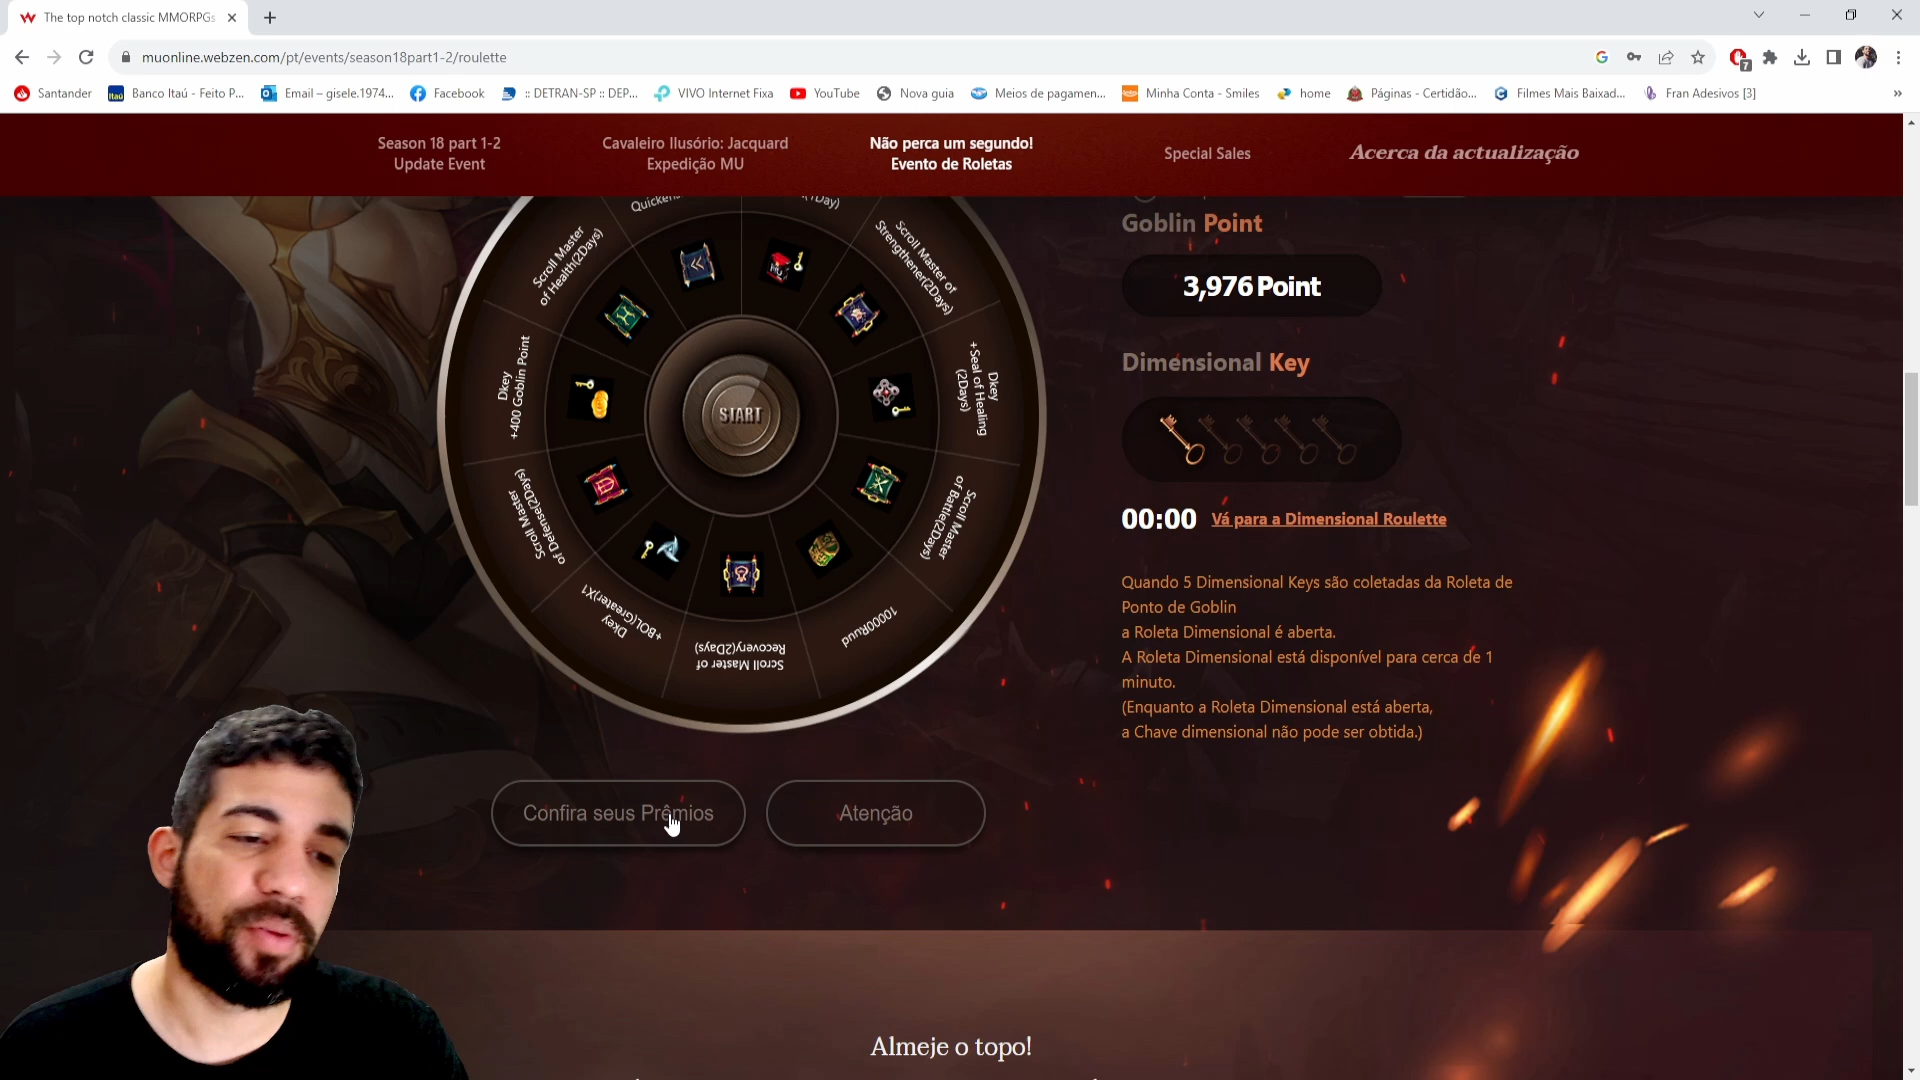 The top notch classic MMORPGs
muonline.webzen.com/pt/events/season18part1-2/roulette
7
Santander
Banco Itaú - Feito P...
Email – gisele.1974...
Facebook
:: DETRAN-SP :: DEP...
VIVO Internet Fixa
YouTube
Nova guia
Meios de pagamen...
Minha Conta - Smiles
home
Páginas - Certidão...
Filmes Mais Baixad...
Fran Adesivos [3]
»
Season 18 part 1-2
Update Event
Cavaleiro Ilusório: Jacquard
Expedição MU
Não perca um segundo!
Evento de Roletas
Special Sales
Acerca da actualização
Scroll Master
of Health(2Days)
Scroll Master of
Strengthener(2Days)
Dkey
+400 Goblin Point
Dkey
+Seal of Healing
(2Days)
START
Scroll Master
of Defense(2Days)
Scroll Master
of Battle(2Days)
Dkey
+BOL(Greater)X1
Scroll Master of
Recovery(2Days)
10000Ruud
Goblin Point
3,976 Point
Dimensional Key
00:00 Vá para a Dimensional Roulette
Quando 5 Dimensional Keys são coletadas da Roleta de
Ponto de Goblin
a Roleta Dimensional é aberta.
A Roleta Dimensional está disponível para cerca de 1
minuto.
(Enquanto a Roleta Dimensional está aberta,
a Chave dimensional não pode ser obtida.)
Confira seus Prêmios
Atenção
Almeje o topo!